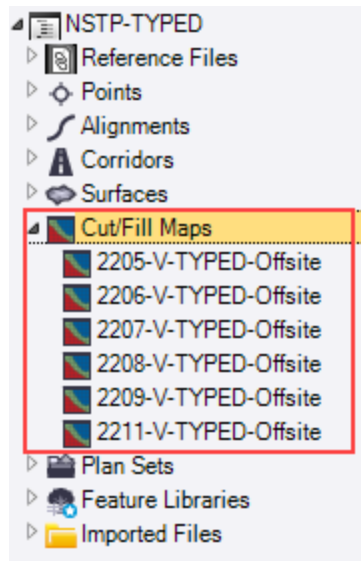 NSTP-TYPED
Reference Files
Points
Alignments
Corridors
Surfaces
Cut/Fill Maps
2205-V-TYPED-Offsite
2206-V-TYPED-Offsite
2207-V-TYPED-Offsite
2208-V-TYPED-Offsite
2209-V-TYPED-Offsite
2211-V-TYPED-Offsite
Plan Sets
Feature Libraries
Imported Files